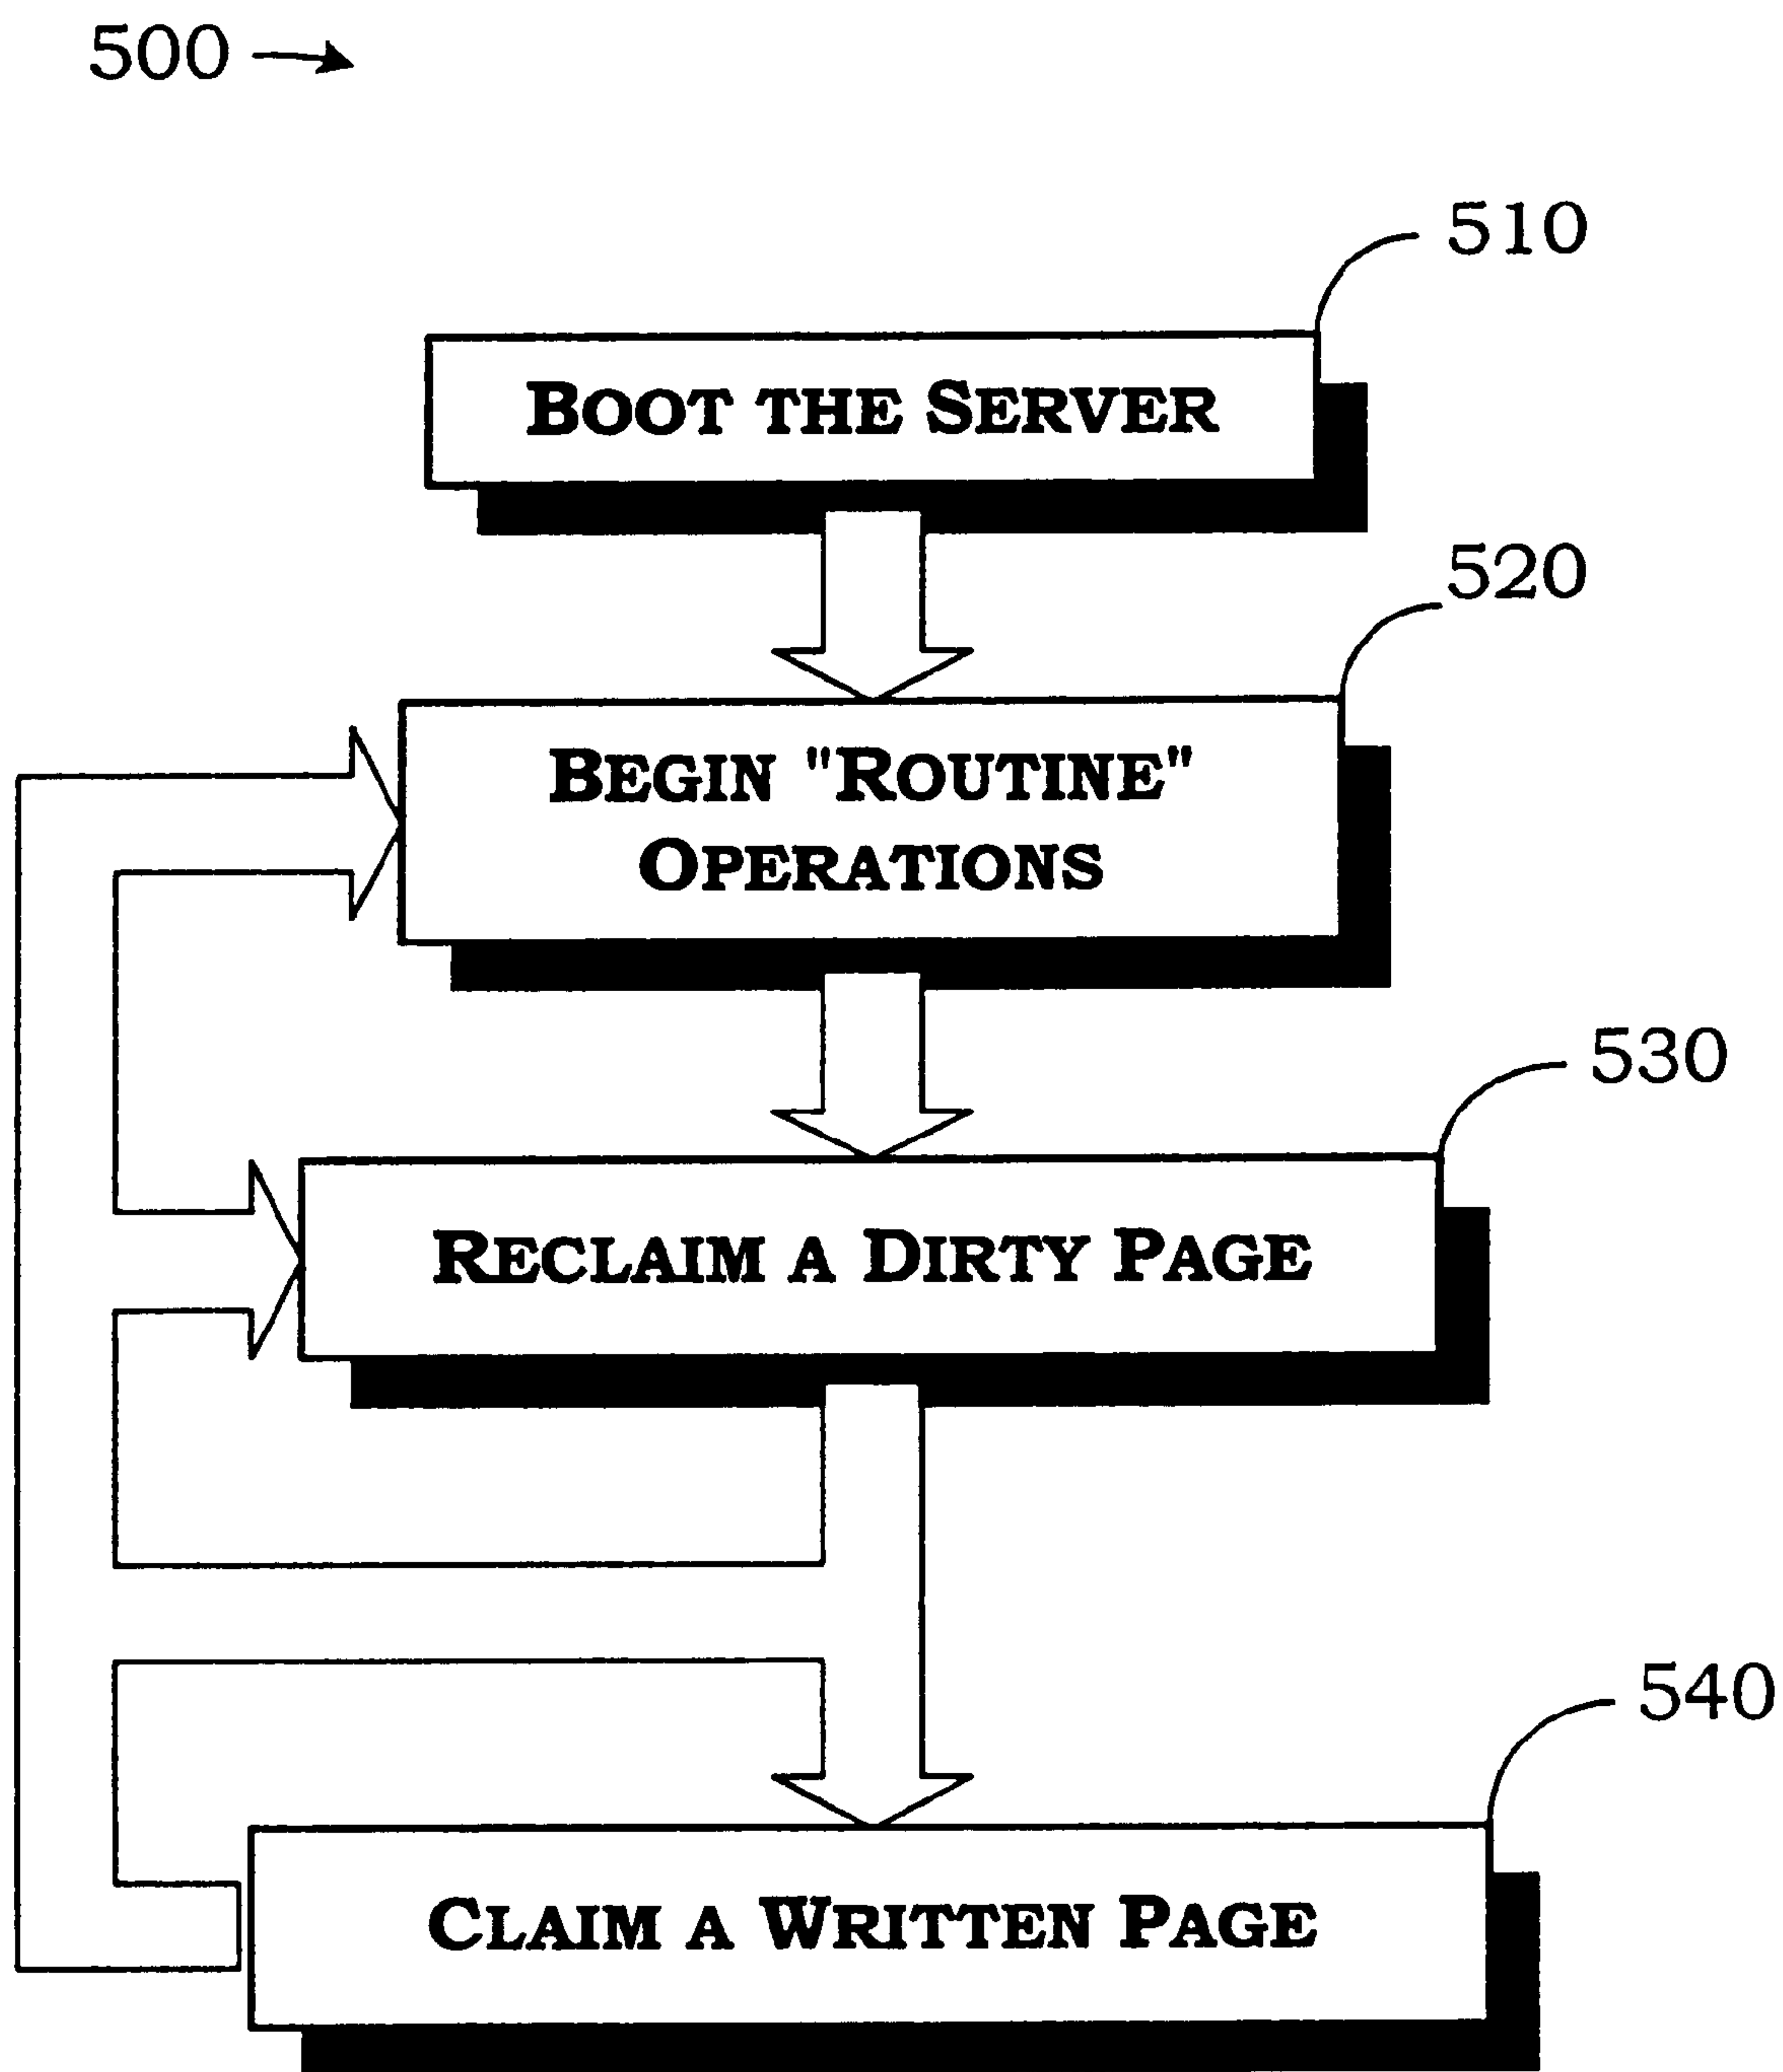 500
510
BOOT THE SERVER
520
BEGIN "ROUTINE"
OPERATIONS
530
RECLAIM A DIRTY PAGE
540
CLAIM A WRITTEN PAGE